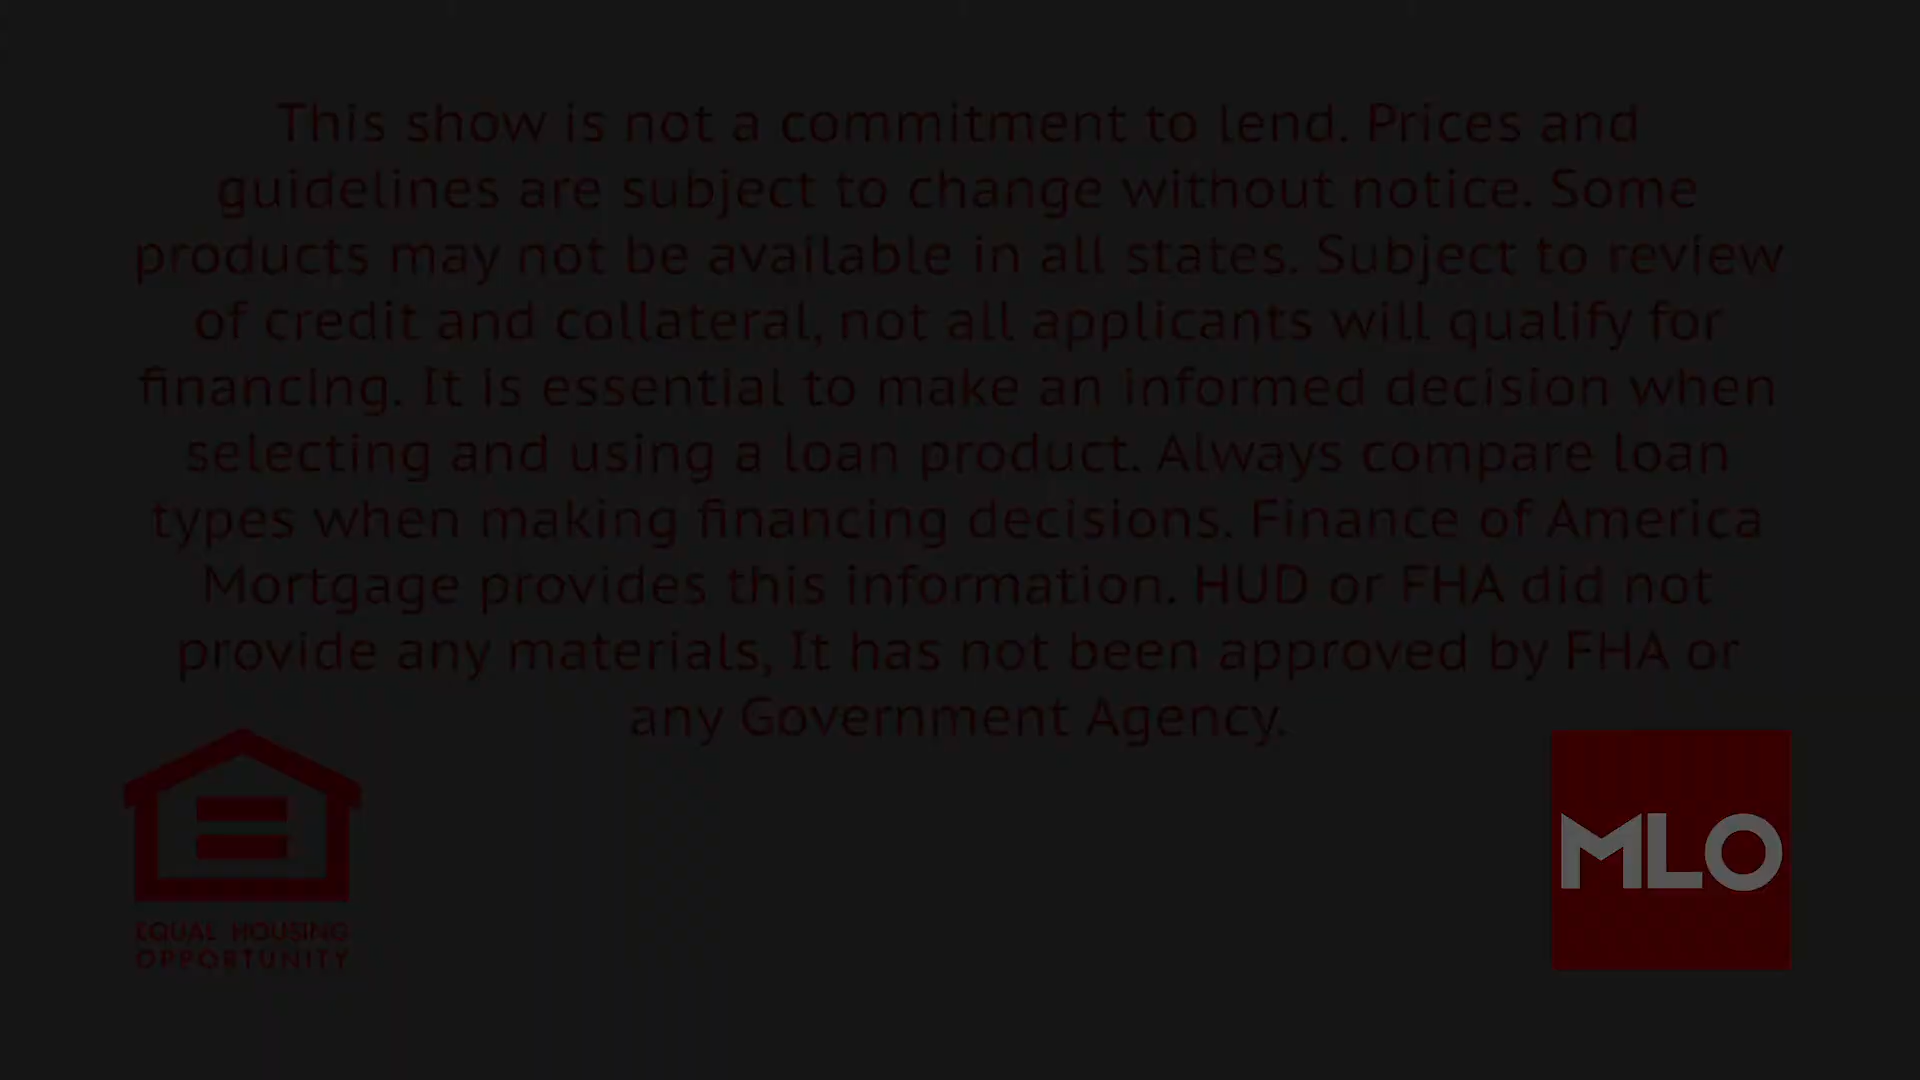 This show is not a commitment to lend. Prices and
guidelines are subject to change without notice. Some
products may not be available in all states. Subject to review
of credit and collateral, not all applicants will qualify for
financing. It is essential to make an informed decision when
selecting and using a loan product. Always compare loan
types when making financing decisions. Finance of America
Mortgage provides this information. HUD or FHA did not
provide any materials, It has not been approved by FHA or
any Government Agency.
MLO
EQUAL HOUSING
OPPORTUNITY